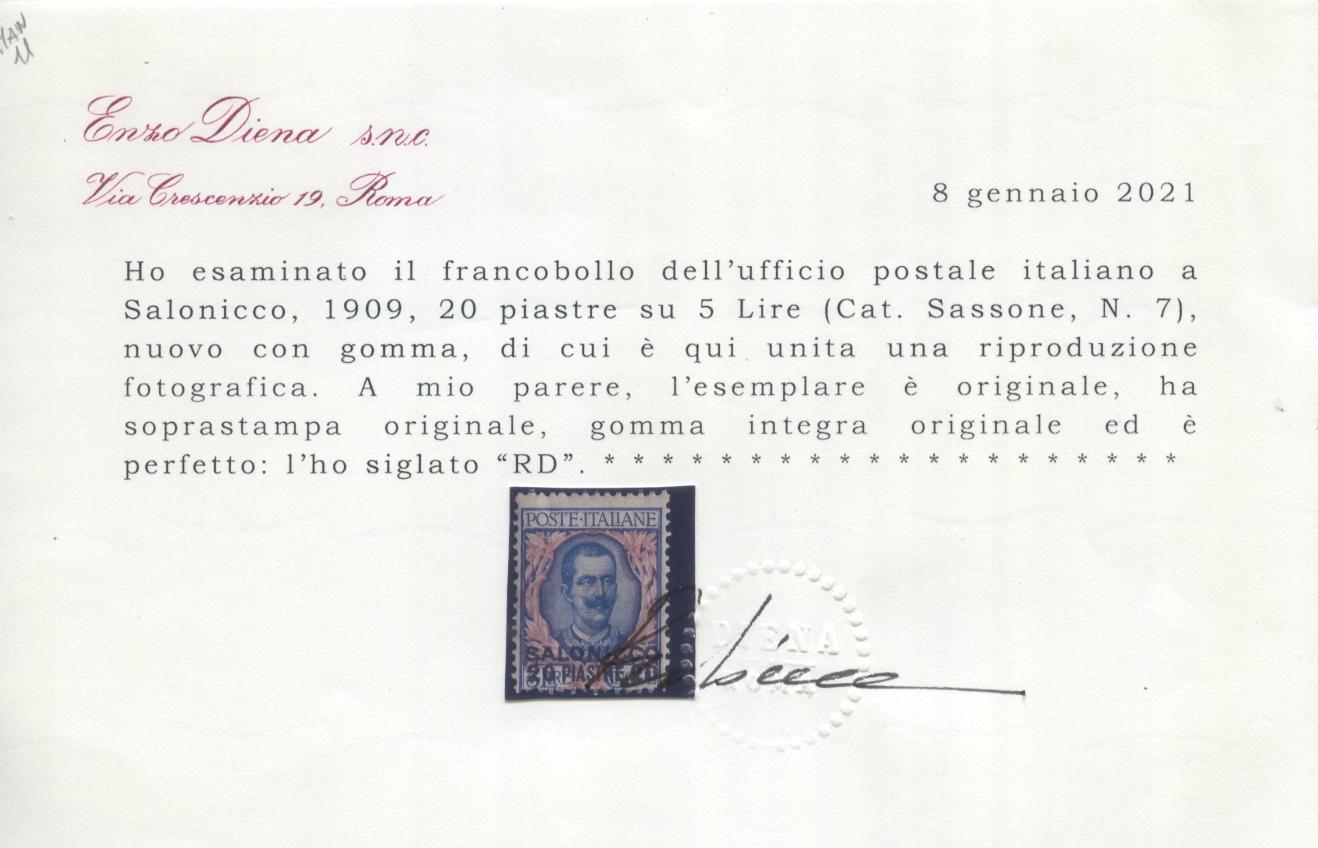 Enzo Diena s.n.c.
Via Crescenzio 19, Roma
8 gennaio 2021
Ho esaminato il francobollo dell'ufficio postale italiano a
Salonicco, 1909, 20 piastre su 5 Lire (Cat. Sassone, N. 7),
nuovo con gomma, di cui è qui unita una riproduzione
fotografica. A mio parere, l'esemplare è originale, ha
soprastampa originale, gomma integra originale ed è
perfetto: l'ho siglato “RD”. * * * * * * * * * * * * * * * * * * * *
POSTE·ITALIANE
SALONICCO
20 PIASTRE 20
DIENA
ROMA